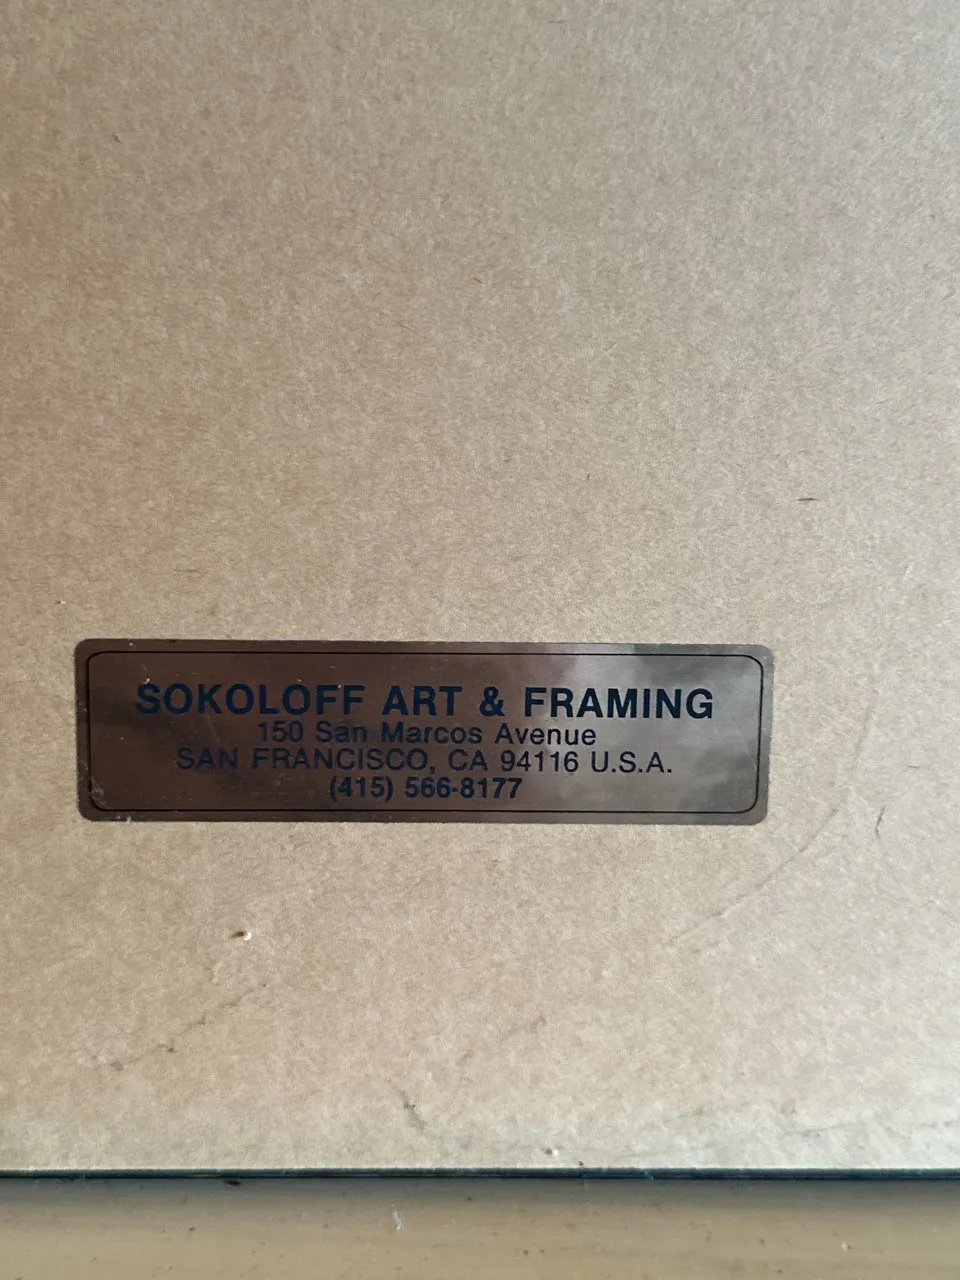 SOKOLOFF ART & FRAMING
150 San Marcos Avenue
SAN FRANCISCO, CA 94116 U.S.A.
(415) 566-8177